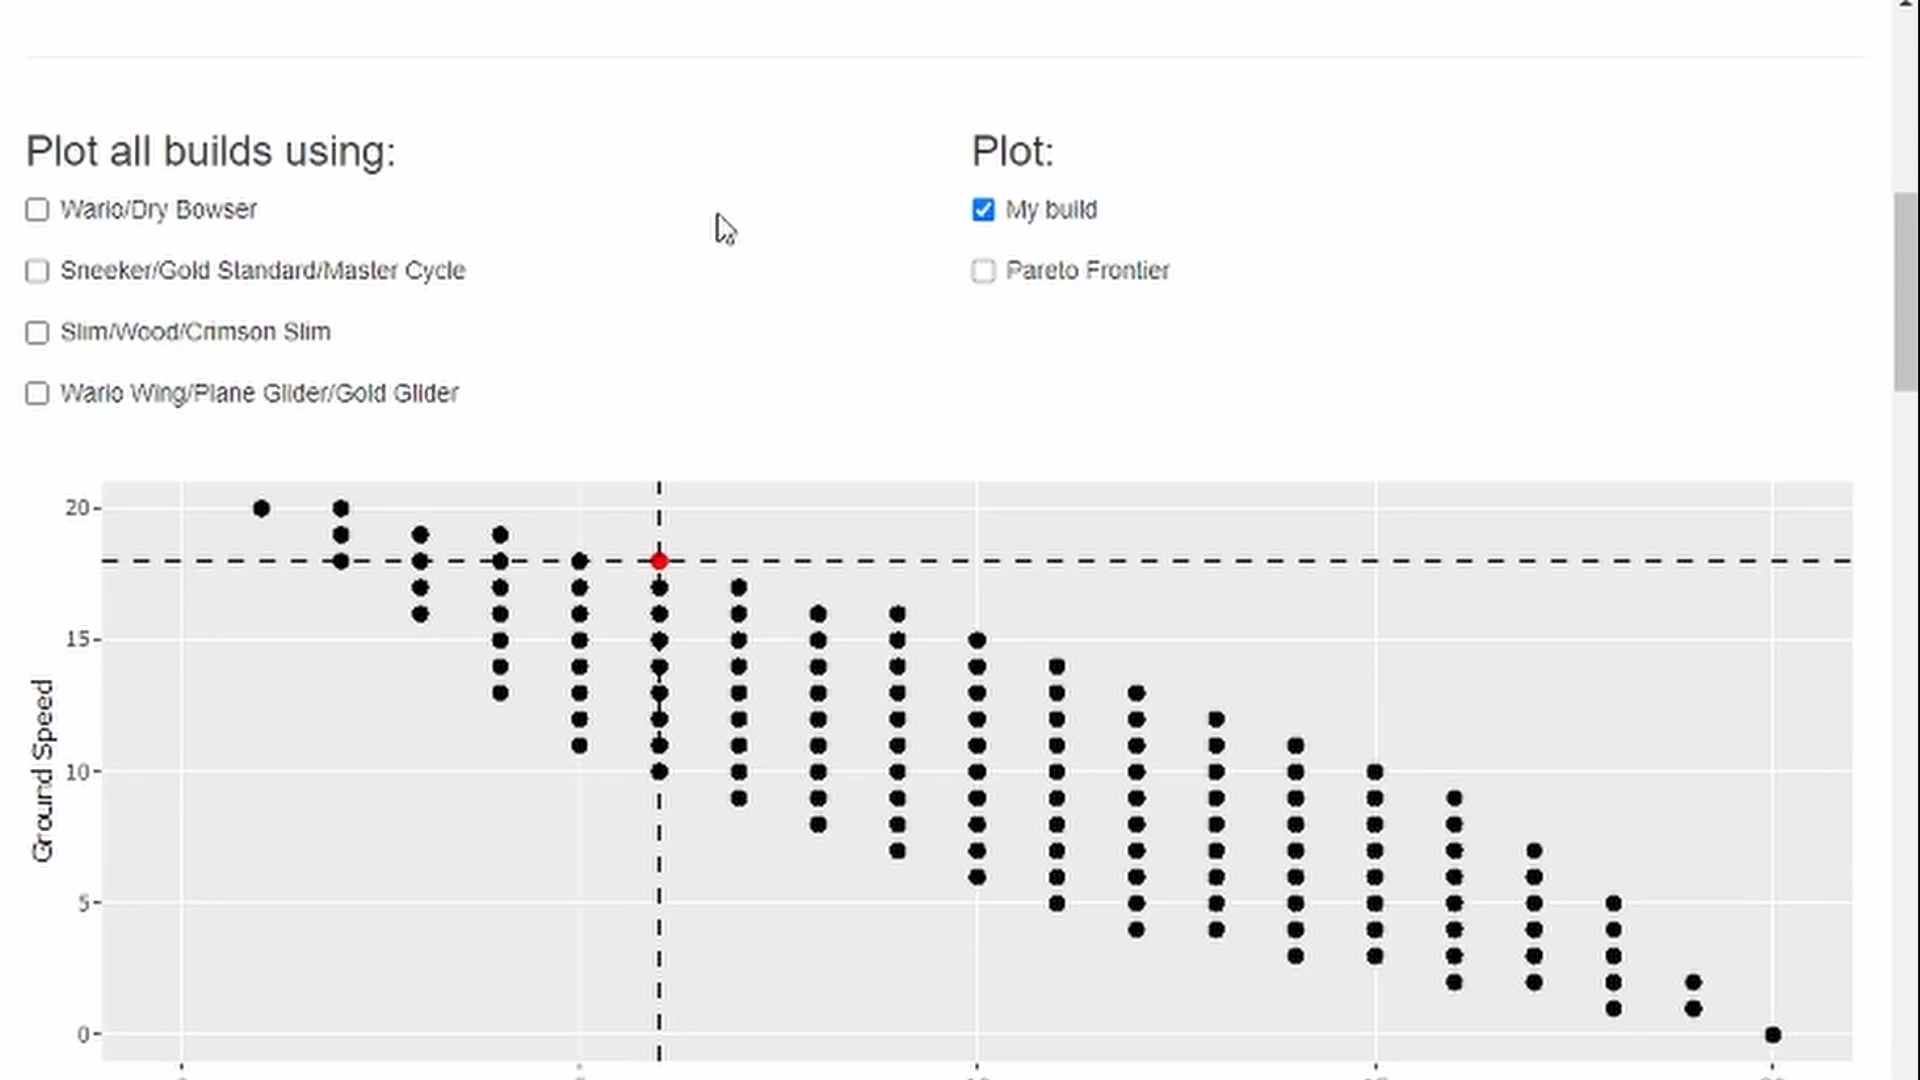 Plot all builds using:
Wario/Dry Bowser
Sneeker/Gold Standard/Master Cycle
Slim/Wood/Crimson Slim
Wario Wing/Plane Glider/Gold Glider
Plot:
My build
Pareto Frontier
Ground Speed
20
15
10
5
0